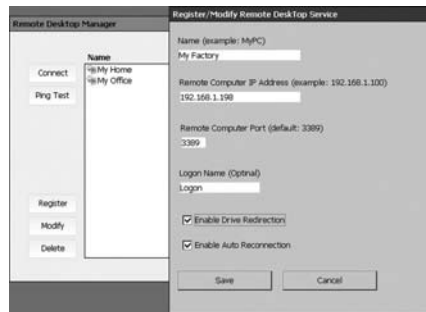 Remote Desktop Manager
Name
My Home
My Office
Connect
Ping Test
Register
Modify
Delete
Register/Modify Remote DeskTop Service
Name (example: MyPC)
My Factory
Remote Computer IP Address (example: 192.168.1.100)
192.168.1.198
Remote Computer Port (default: 3389)
3389
Logon Name (Optinal)
Logon
Enable Drive Redirection
Enable Auto Reconnection
Save
Cancel